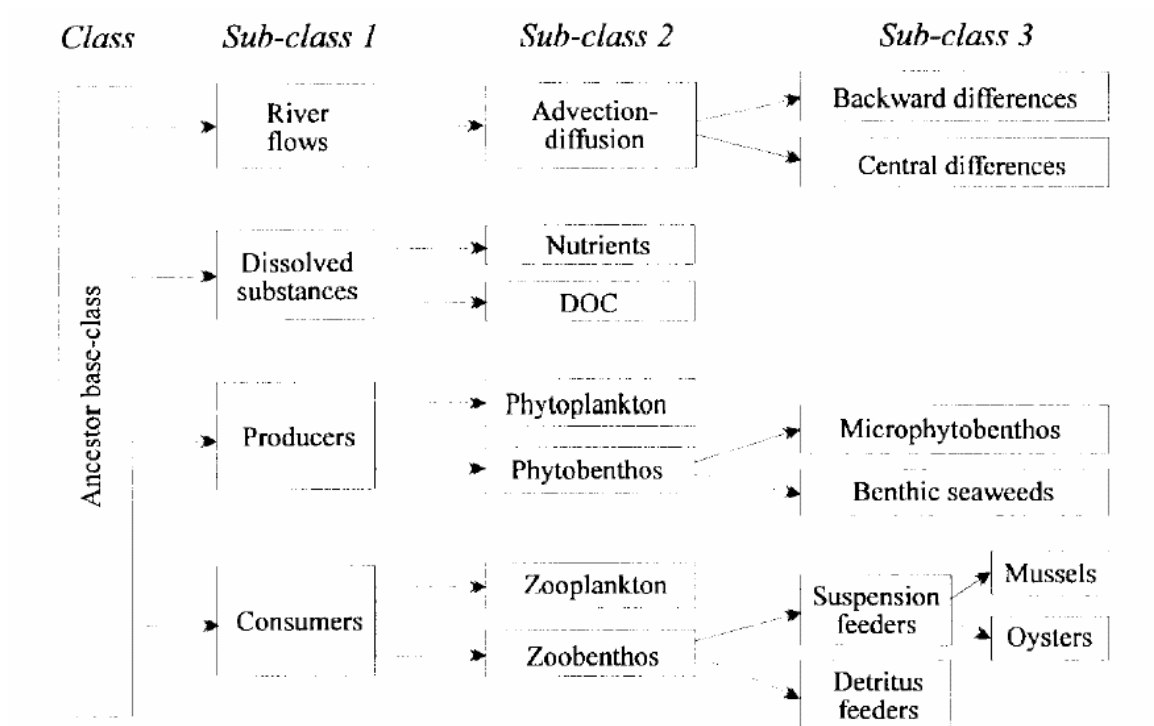 Class Sub-class 1 Sub-class 2 Sub-class 3
Ancestor base-class
River
flows
Advection-
diffusion
Backward differences
Central differences
Dissolved
substances
Nutrients
DOC
Producers
Phytoplankton
Phytobenthos
Microphytobenthos
Benthic seaweeds
Consumers
Zooplankton
Zoobenthos
Suspension
feeders
Mussels
Oysters
Detritus
feeders